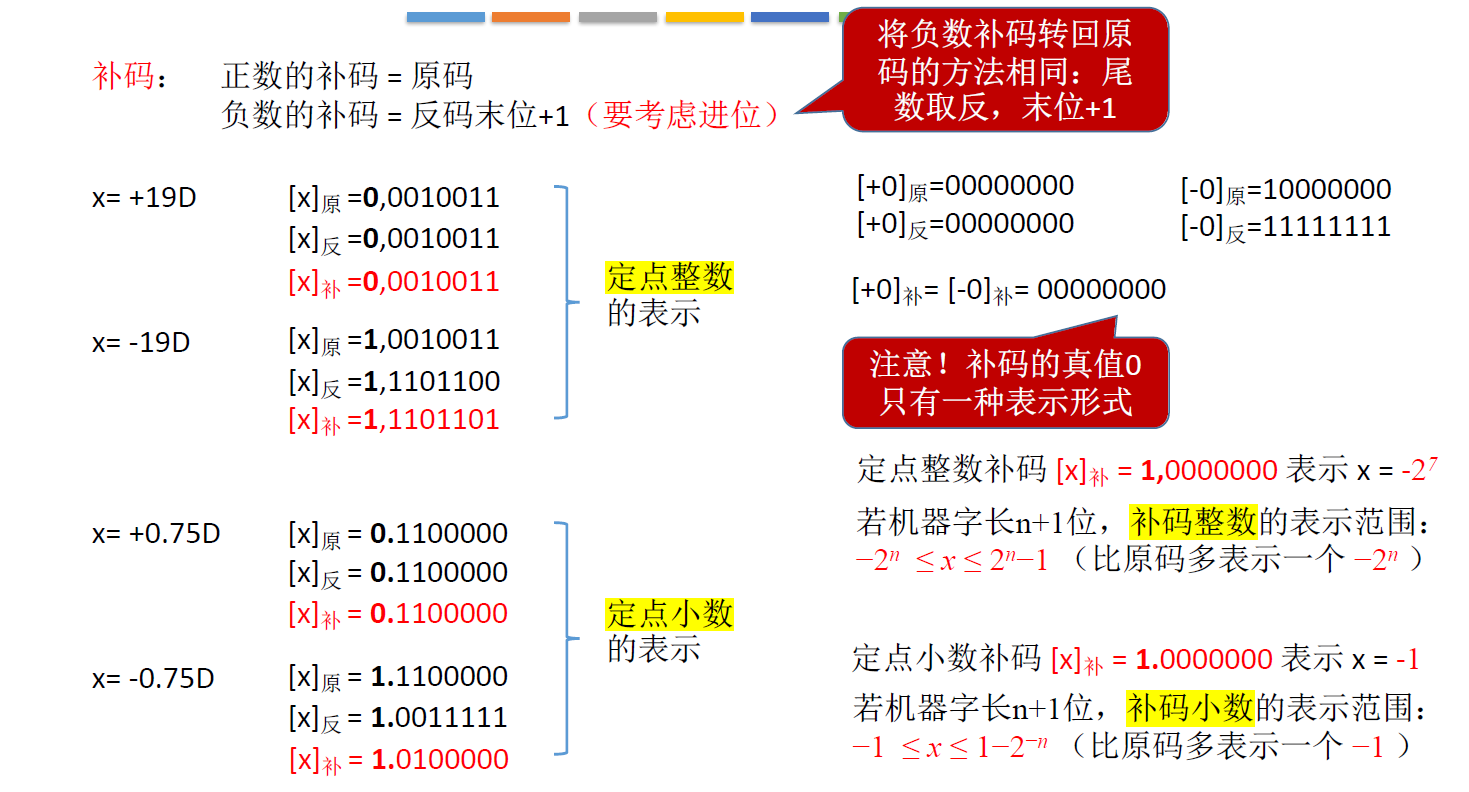 补码： 正数的补码 = 原码
负数的补码 = 反码末位+1（要考虑进位）
将负数补码转回原
码的方法相同：尾
数取反，末位+1
x= +19D [x]原 =0,0010011
[x]反 =0,0010011
[x]补 =0,0010011
x= -19D [x]原 =1,0010011
[x]反 =1,1101100
[x]补 =1,1101101
定点整数
的表示
x= +0.75D [x]原 = 0.1100000
[x]反 = 0.1100000
[x]补 = 0.1100000
x= -0.75D [x]原 = 1.1100000
[x]反 = 1.0011111
[x]补 = 1.0100000
定点小数
的表示
[+0]原=00000000 [-0]原=10000000
[+0]反=00000000 [-0]反=11111111
[+0]补= [-0]补= 00000000
注意！补码的真值0
只有一种表示形式
定点整数补码 [x]补 = 1,0000000 表示 x = -2⁷
若机器字长n+1位，补码整数的表示范围：
−2ⁿ ≤ x ≤ 2ⁿ−1 （比原码多表示一个 −2ⁿ ）
定点小数补码 [x]补 = 1.0000000 表示 x = -1
若机器字长n+1位，补码小数的表示范围：
−1 ≤ x ≤ 1−2⁻ⁿ （比原码多表示一个 −1 ）